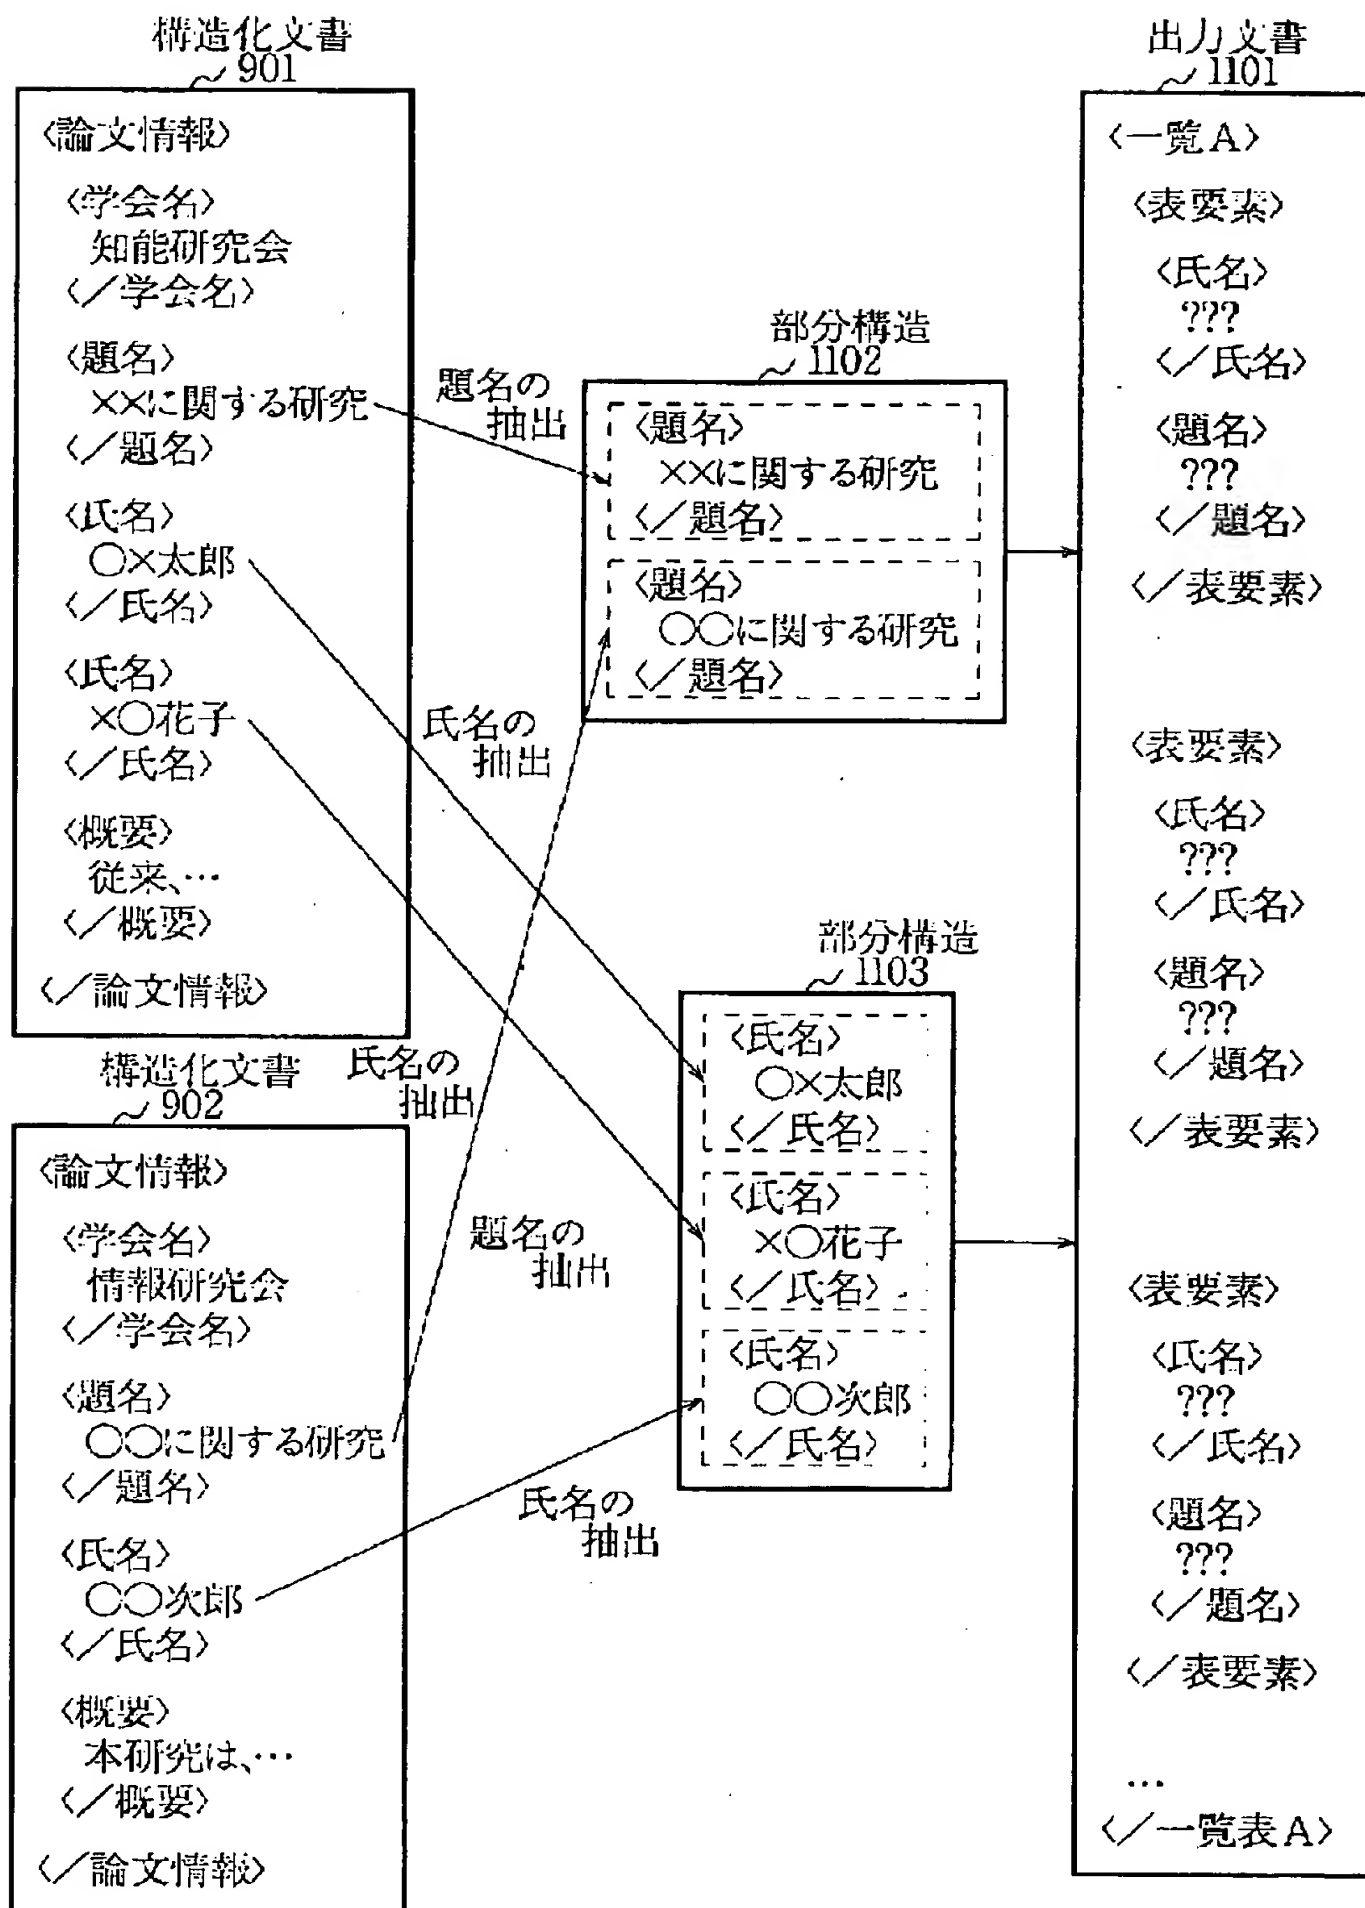 構造化文書
901
<論文情報>
<学会名>
知能研究会
</学会名>
<題名>
××に関する研究
</題名>
<氏名>
○×太郎
</氏名>
<氏名>
×○花子
</氏名>
<概要>
従来、…
</概要>
</論文情報>
構造化文書
902
<論文情報>
<学会名>
情報研究会
</学会名>
<題名>
○○に関する研究
</題名>
<氏名>
○○次郎
</氏名>
<概要>
本研究は、…
</概要>
</論文情報>
題名の
抽出
氏名の
抽出
氏名の
抽出
題名の
抽出
氏名の
抽出
部分構造
1102
<題名>
××に関する研究
</題名>
<題名>
○○に関する研究
</題名>
部分構造
1103
<氏名>
○×太郎
</氏名>
<氏名>
×○花子
</氏名>
<氏名>
○○次郎
</氏名>
出力文書
1101
<一覧A>
<表要素>
<氏名>
???
</氏名>
<題名>
???
</題名>
</表要素>
<表要素>
<氏名>
???
</氏名>
<題名>
???
</題名>
</表要素>
<表要素>
<氏名>
???
</氏名>
<題名>
???
</題名>
</表要素>
…
</一覧表A>